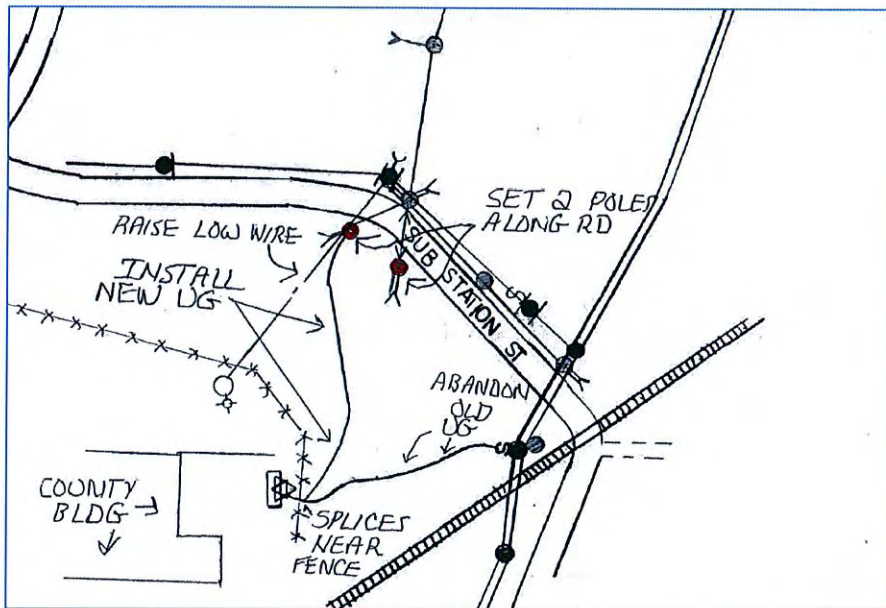 SET 2 POLES
ALONG RD
RAISE LOW WIRE
SUB STATION ST
INSTALL
NEW UG
ABANDON
OLD
UG
COUNTY
BLDG
SPLICES
NEAR
FENCE